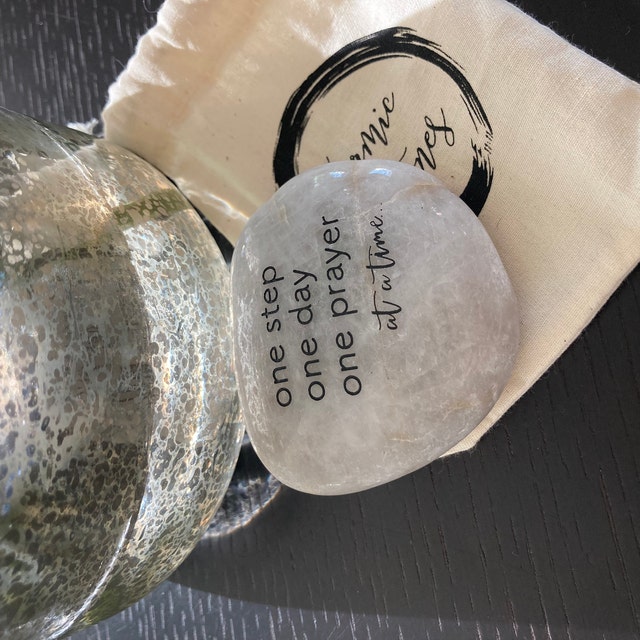 one step
one day
one prayer
at a time...